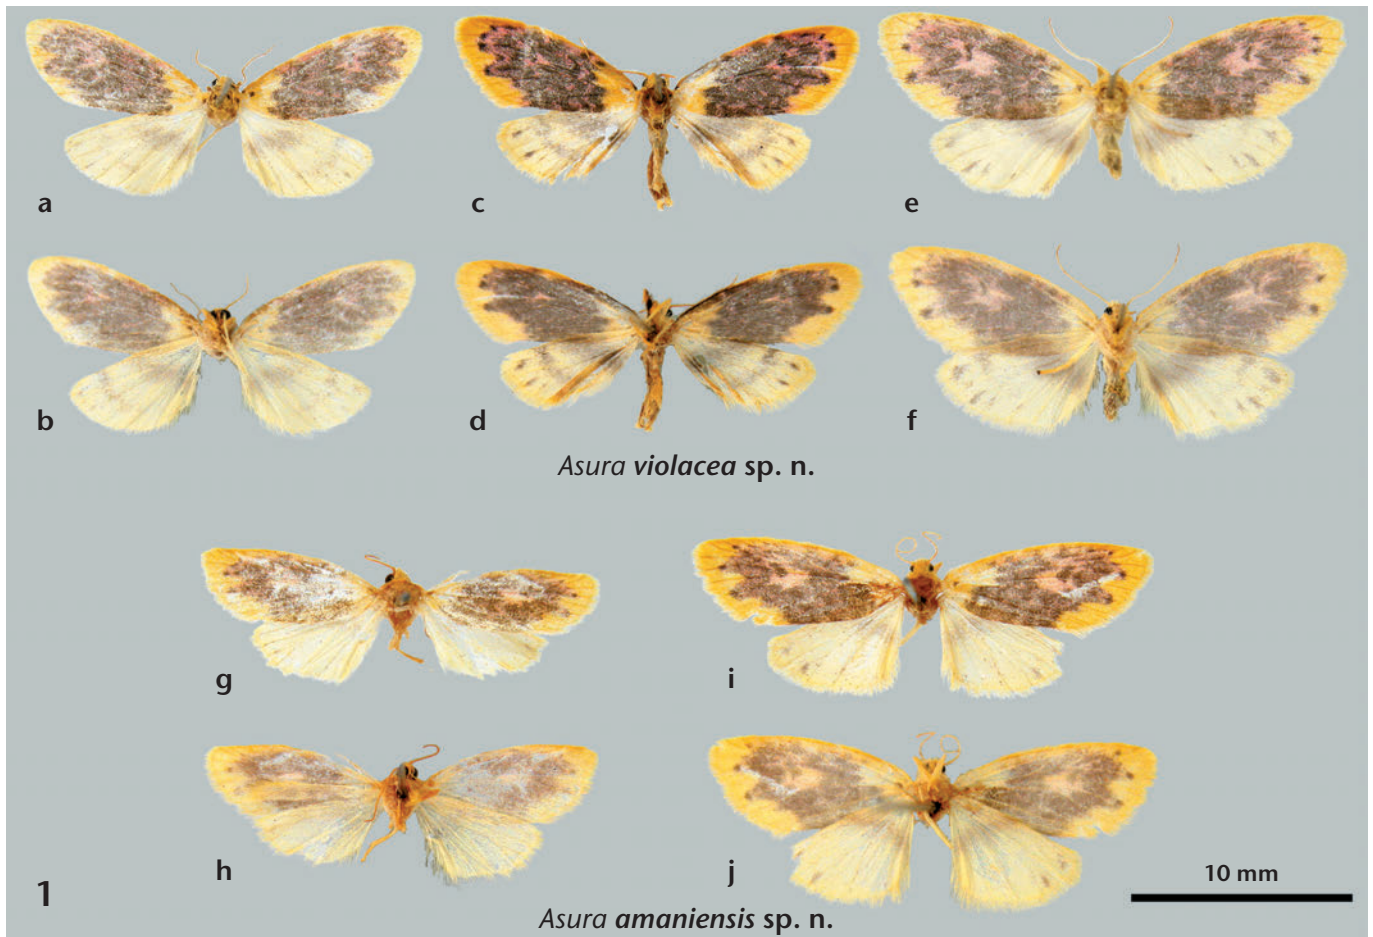 a
c
e
b
d
f
Asura violacea sp. n.
g
i
h
j
10 mm
1
Asura amaniensis sp. n.